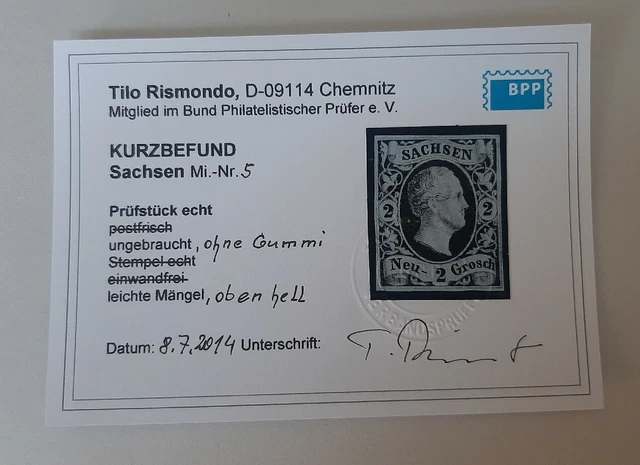 Tilo Rismondo, D-09114 Chemnitz
Mitglied im Bund Philatelistischer Prüfer e. V.
BPP
KURZBEFUND
Sachsen Mi.-Nr. 5
Prüfstück echt
postfrisch
ungebraucht, ohne Gummi
Stempel echt
einwandfrei
leichte Mängel, oben hell
Datum: 8.7.2014 Unterschrift:
SACHSEN
2 2
Neu- 2 Grosch